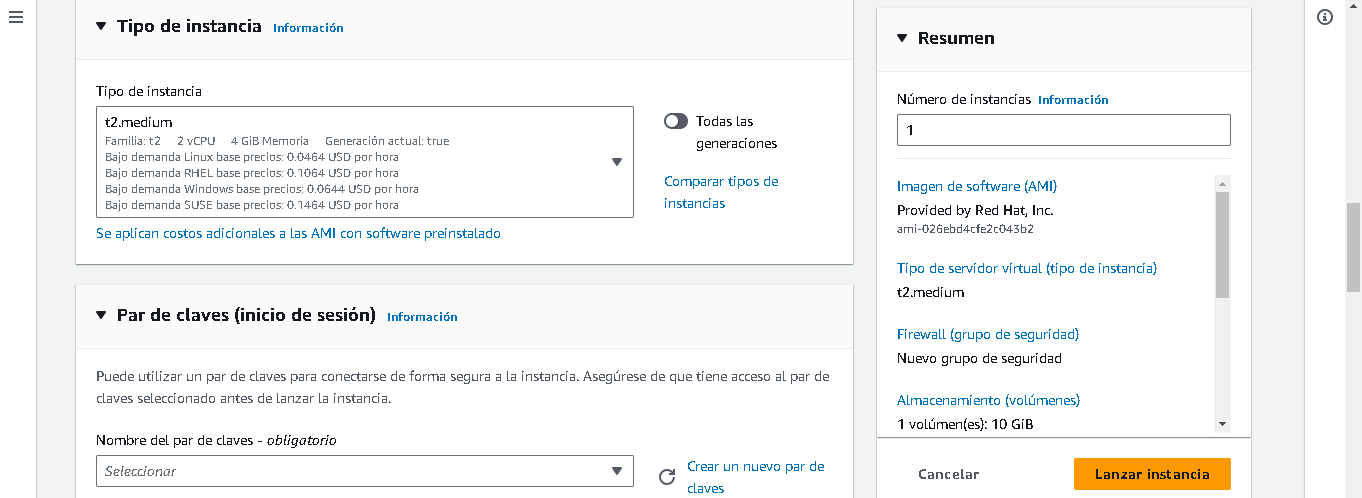 Tipo de instancia Información
Tipo de instancia
t2.medium
Familia: t2 2 vCPU 4 GiB Memoria Generación actual: true
Bajo demanda Linux base precios: 0.0464 USD por hora
Bajo demanda RHEL base precios: 0.1064 USD por hora
Bajo demanda Windows base precios: 0.0644 USD por hora
Bajo demanda SUSE base precios: 0.1464 USD por hora
Todas las
generaciones
Comparar tipos de
instancias
Se aplican costos adicionales a las AMI con software preinstalado
Par de claves (inicio de sesión) Información
Puede utilizar un par de claves para conectarse de forma segura a la instancia. Asegúrese de que tiene acceso al par de
claves seleccionado antes de lanzar la instancia.
Nombre del par de claves - obligatorio
Seleccionar
Crear un nuevo par de
claves
Resumen
Número de instancias Información
1
Imagen de software (AMI)
Provided by Red Hat, Inc.
ami-026ebd4cfe2c043b2
Tipo de servidor virtual (tipo de instancia)
t2.medium
Firewall (grupo de seguridad)
Nuevo grupo de seguridad
Almacenamiento (volúmenes)
1 volúmen(es): 10 GiB
Cancelar
Lanzar instancia